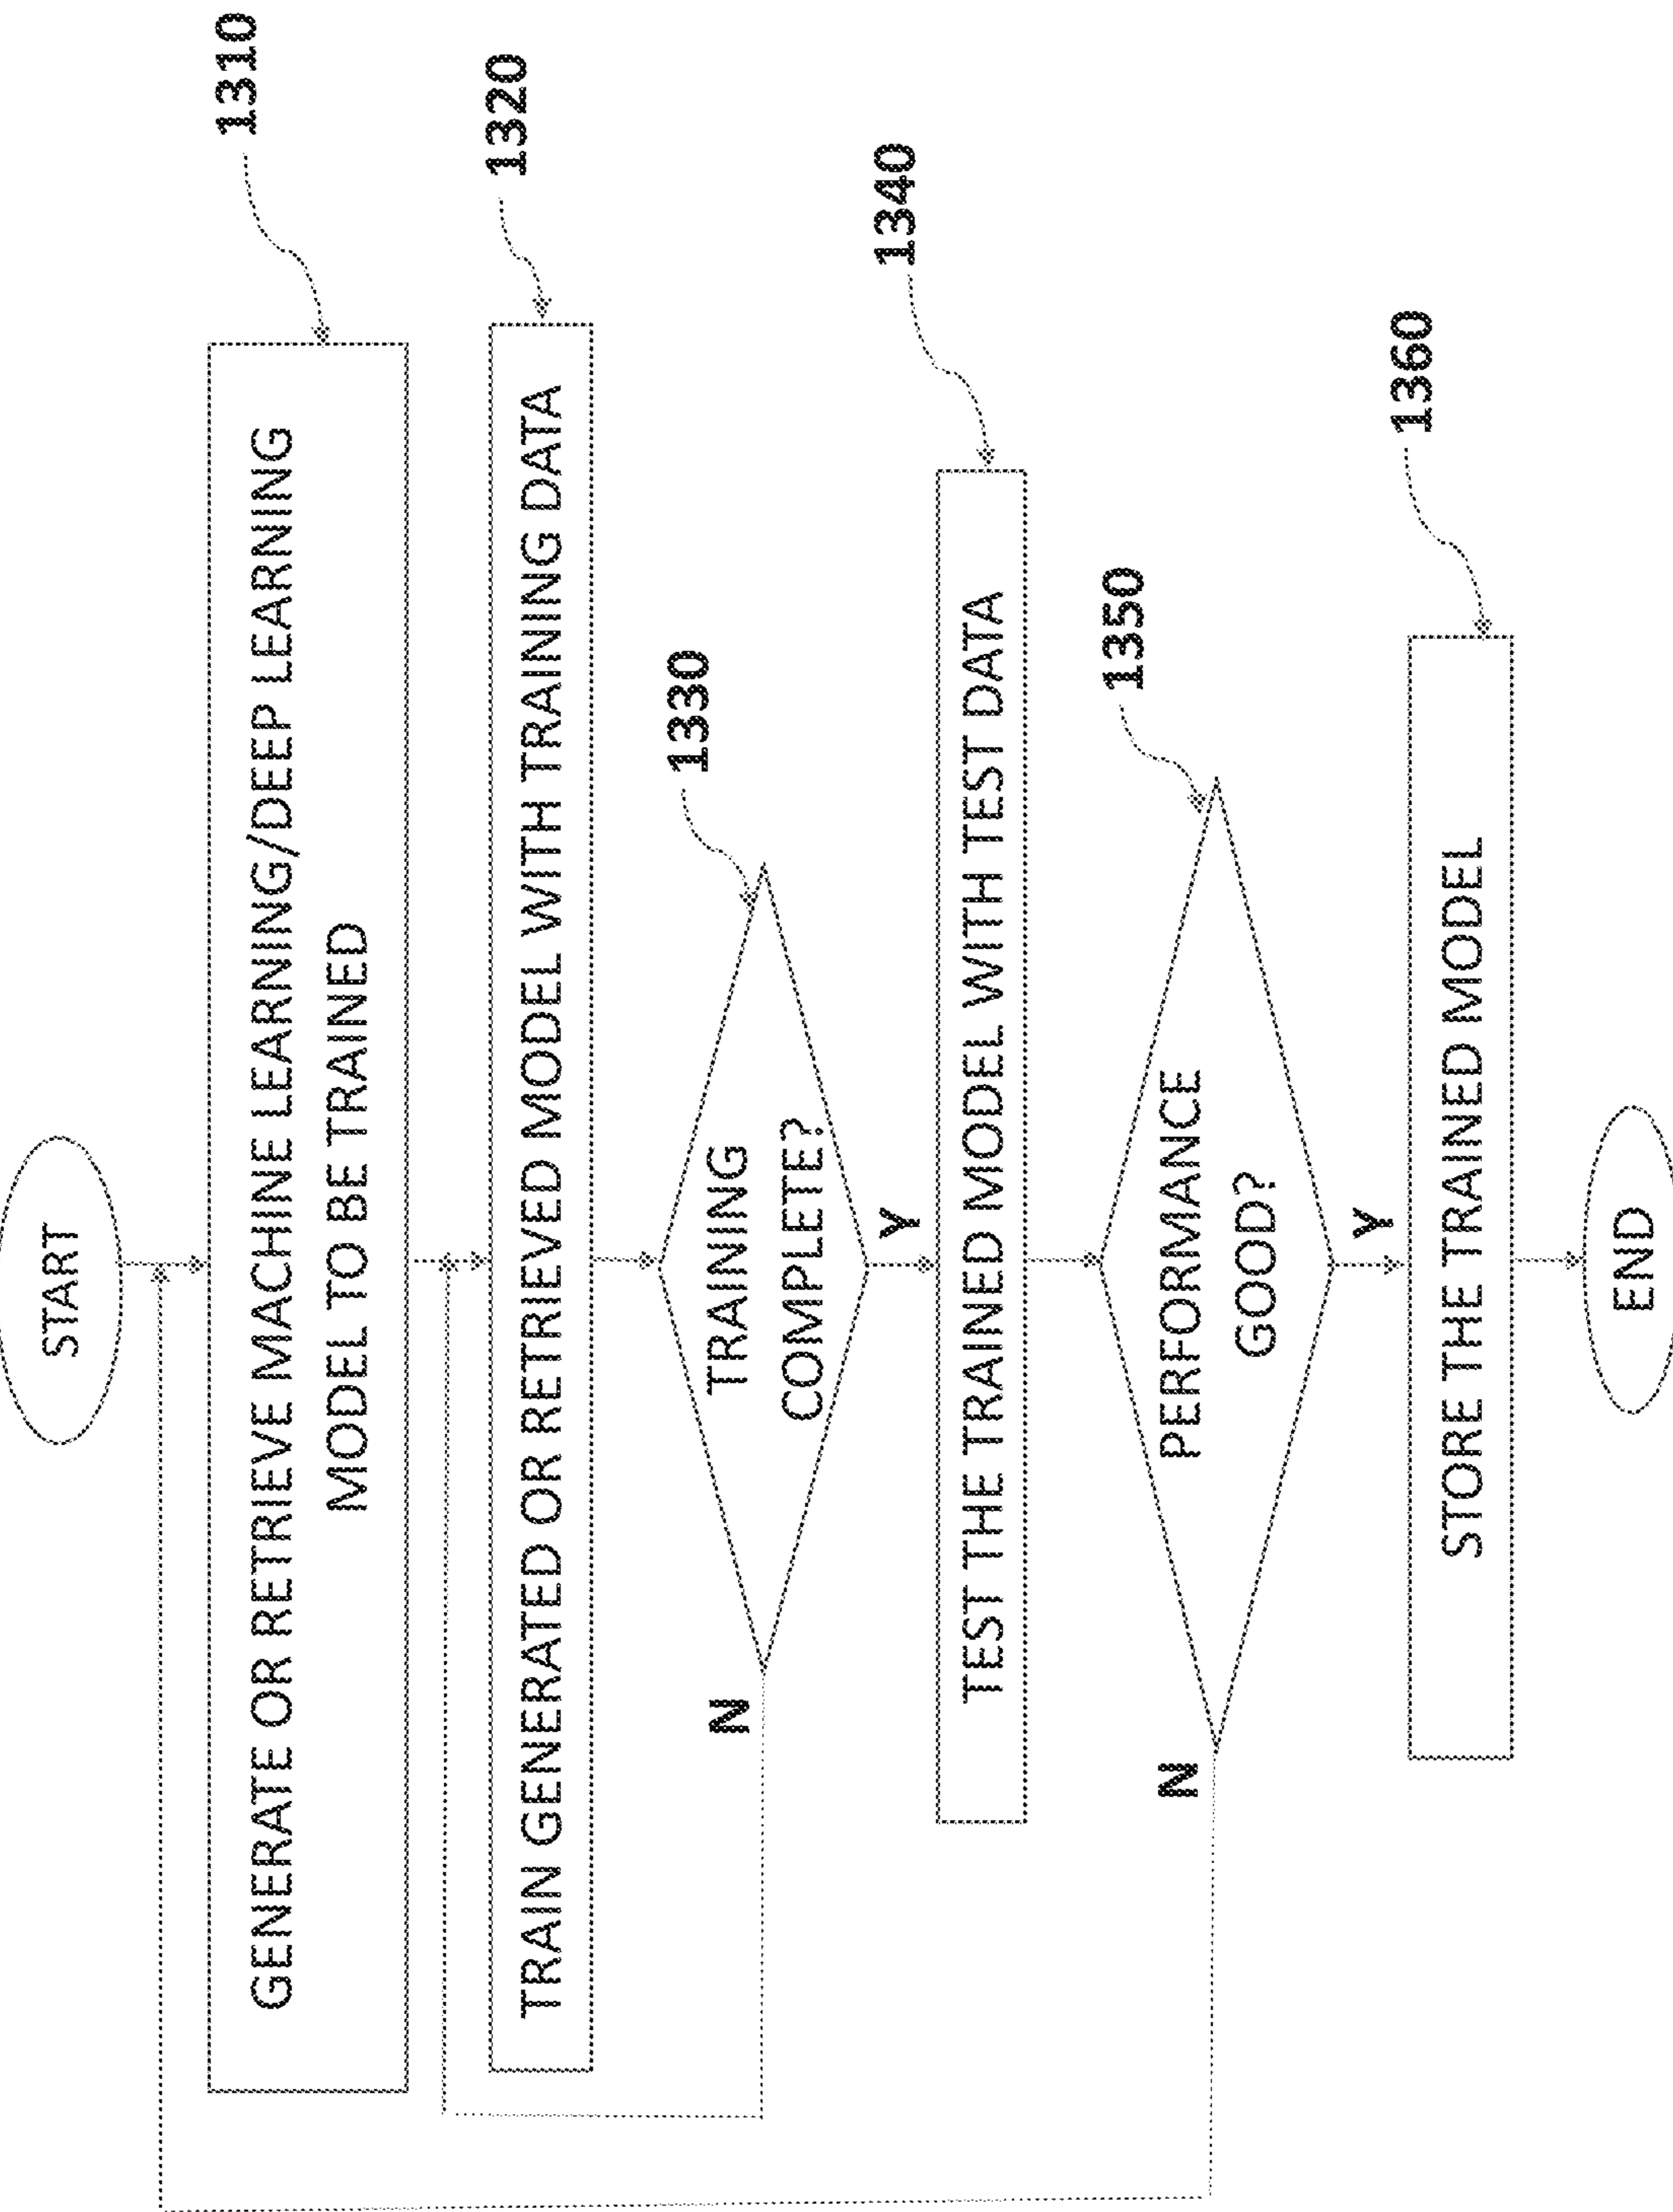 START
1310
GENERATE OR RETRIEVE MACHINE LEARNING/DEEP LEARNING
MODEL TO BE TRAINED
1320
TRAIN GENERATED OR RETRIEVED MODEL WITH TRAINING DATA
1330
TRAINING
COMPLETE?
N
Y
1340
TEST THE TRAINED MODEL WITH TEST DATA
1350
PERFORMANCE
GOOD?
N
Y
1360
STORE THE TRAINED MODEL
END